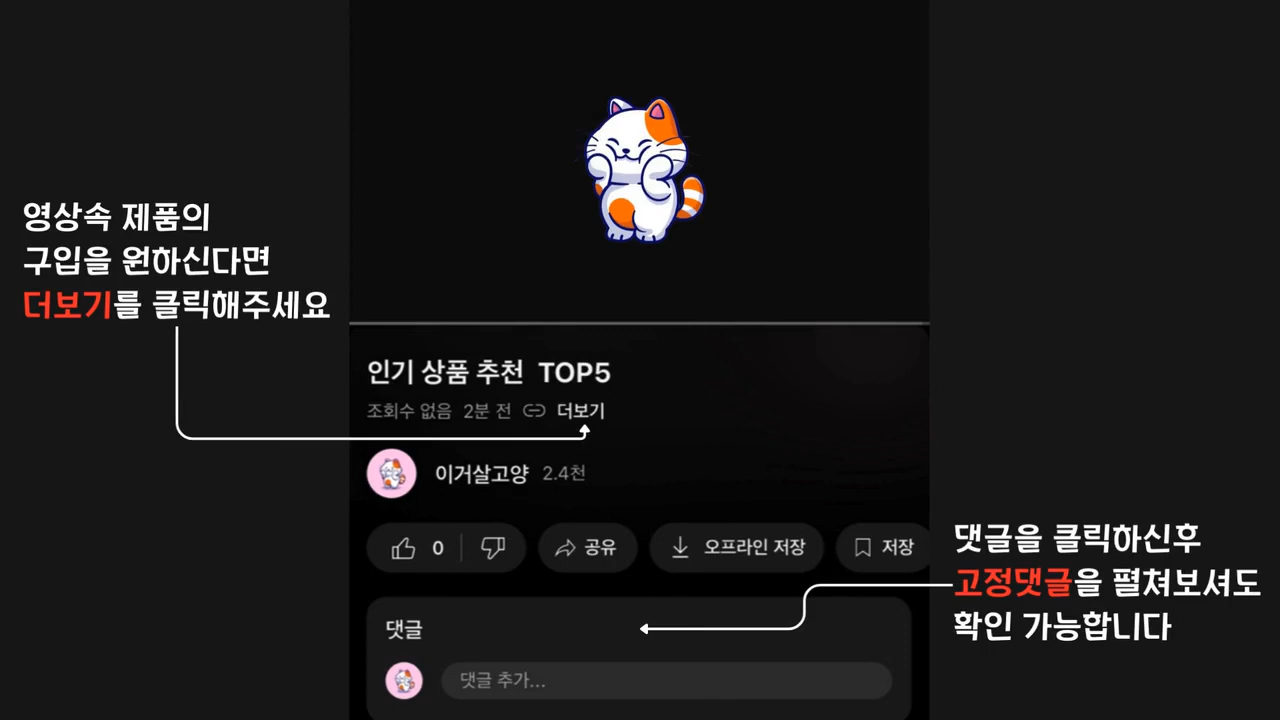 영상속 제품의
구입을 원하신다면
더보기를 클릭해주세요
인기 상품 추천 TOP5
조회수 없음 2분 전 더보기
이거살고양 2.4천
0 공유 오프라인 저장 저장
댓글을 클릭하신후
고정댓글을 펼쳐보셔도
확인 가능합니다
댓글
댓글 추가...